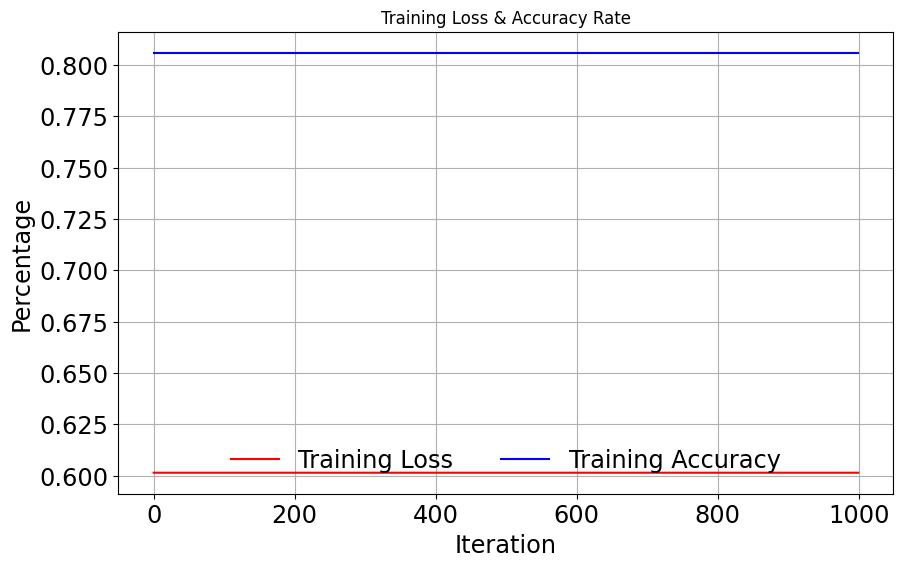 Training Loss & Accuracy Rate
0.800
0.775
0.750
0.725
0.700
0.675
0.650
0.625
0.600
Percentage
Training Loss Training Accuracy
0 200 400 600 800 1000
Iteration